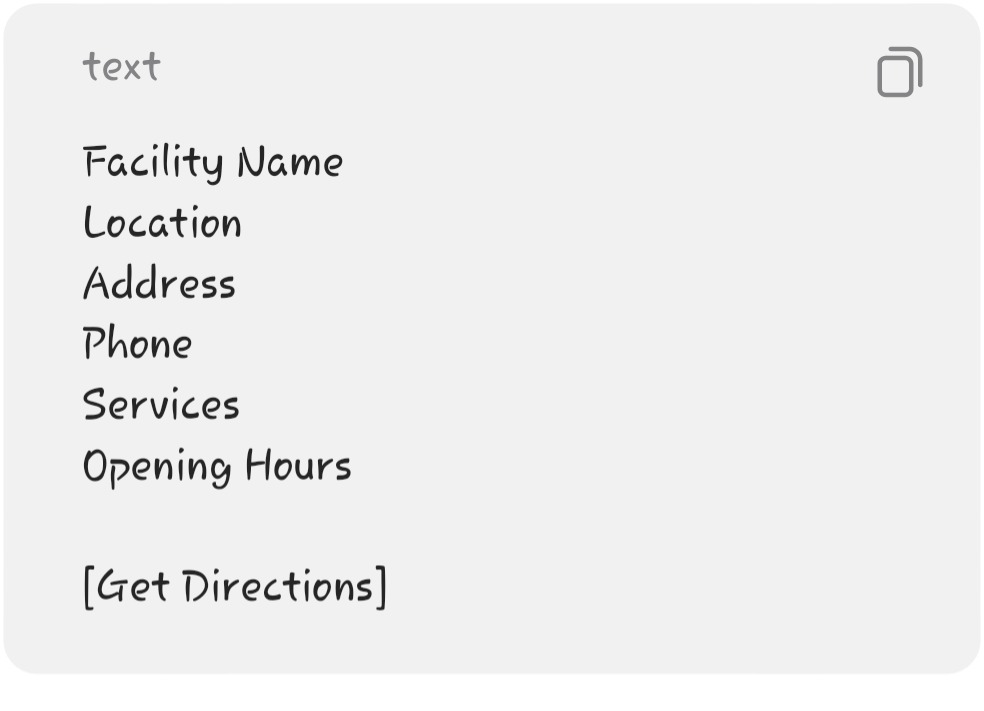 text
Facility Name
Location
Address
Phone
Services
Opening Hours
[Get Directions]